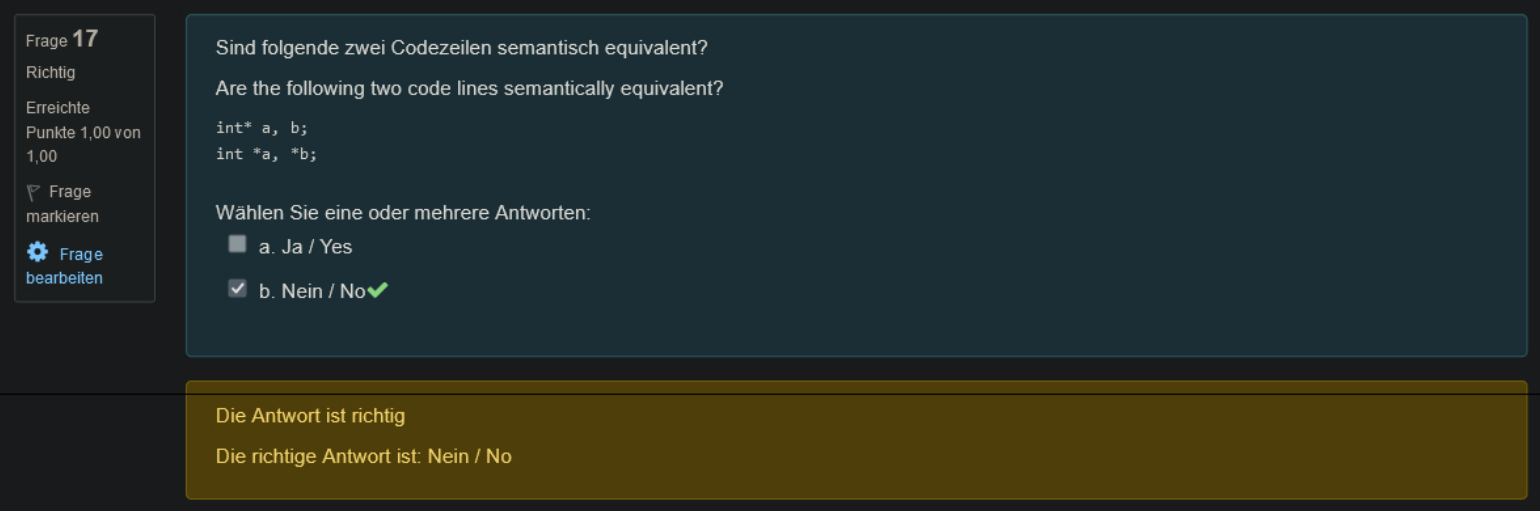 Frage 17
Richtig
Erreichte
Punkte 1,00 von
1,00
Frage
markieren
Frage
bearbeiten
Sind folgende zwei Codezeilen semantisch equivalent?
Are the following two code lines semantically equivalent?
int* a, b;
int *a, *b;
Wählen Sie eine oder mehrere Antworten:
a. Ja / Yes
b. Nein / No
Die Antwort ist richtig
Die richtige Antwort ist: Nein / No